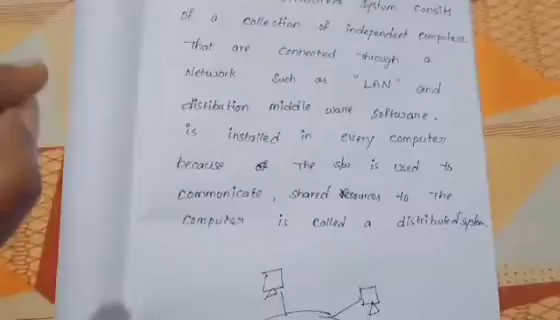 system consits
of a collection of independent computers
that are connected through a
Network such as "LAN" and
distibution middle ware software.
is installed in every computer
because the s/w is used to
commonicate, shared resources to the
computer is called a distributed system.